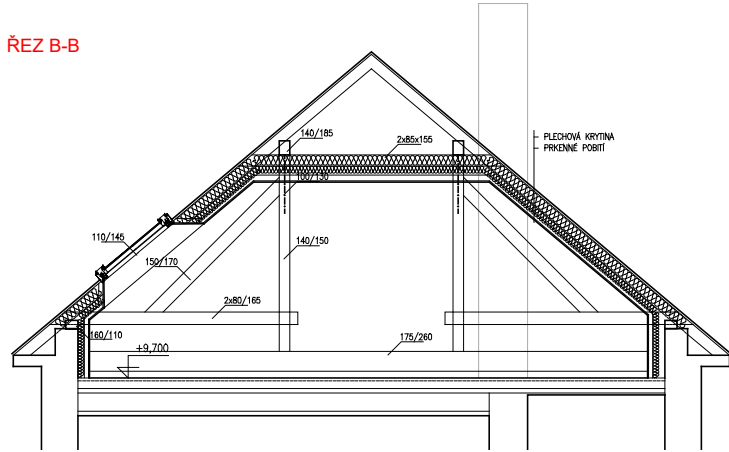 ŘEZ B-B
140/185
2x85x155
PLECHOVÁ KRYTINA
PRKENNÉ POBITÍ
100/130
110/145
140/150
150/170
2x80/165
160/110
175/260
+9,700